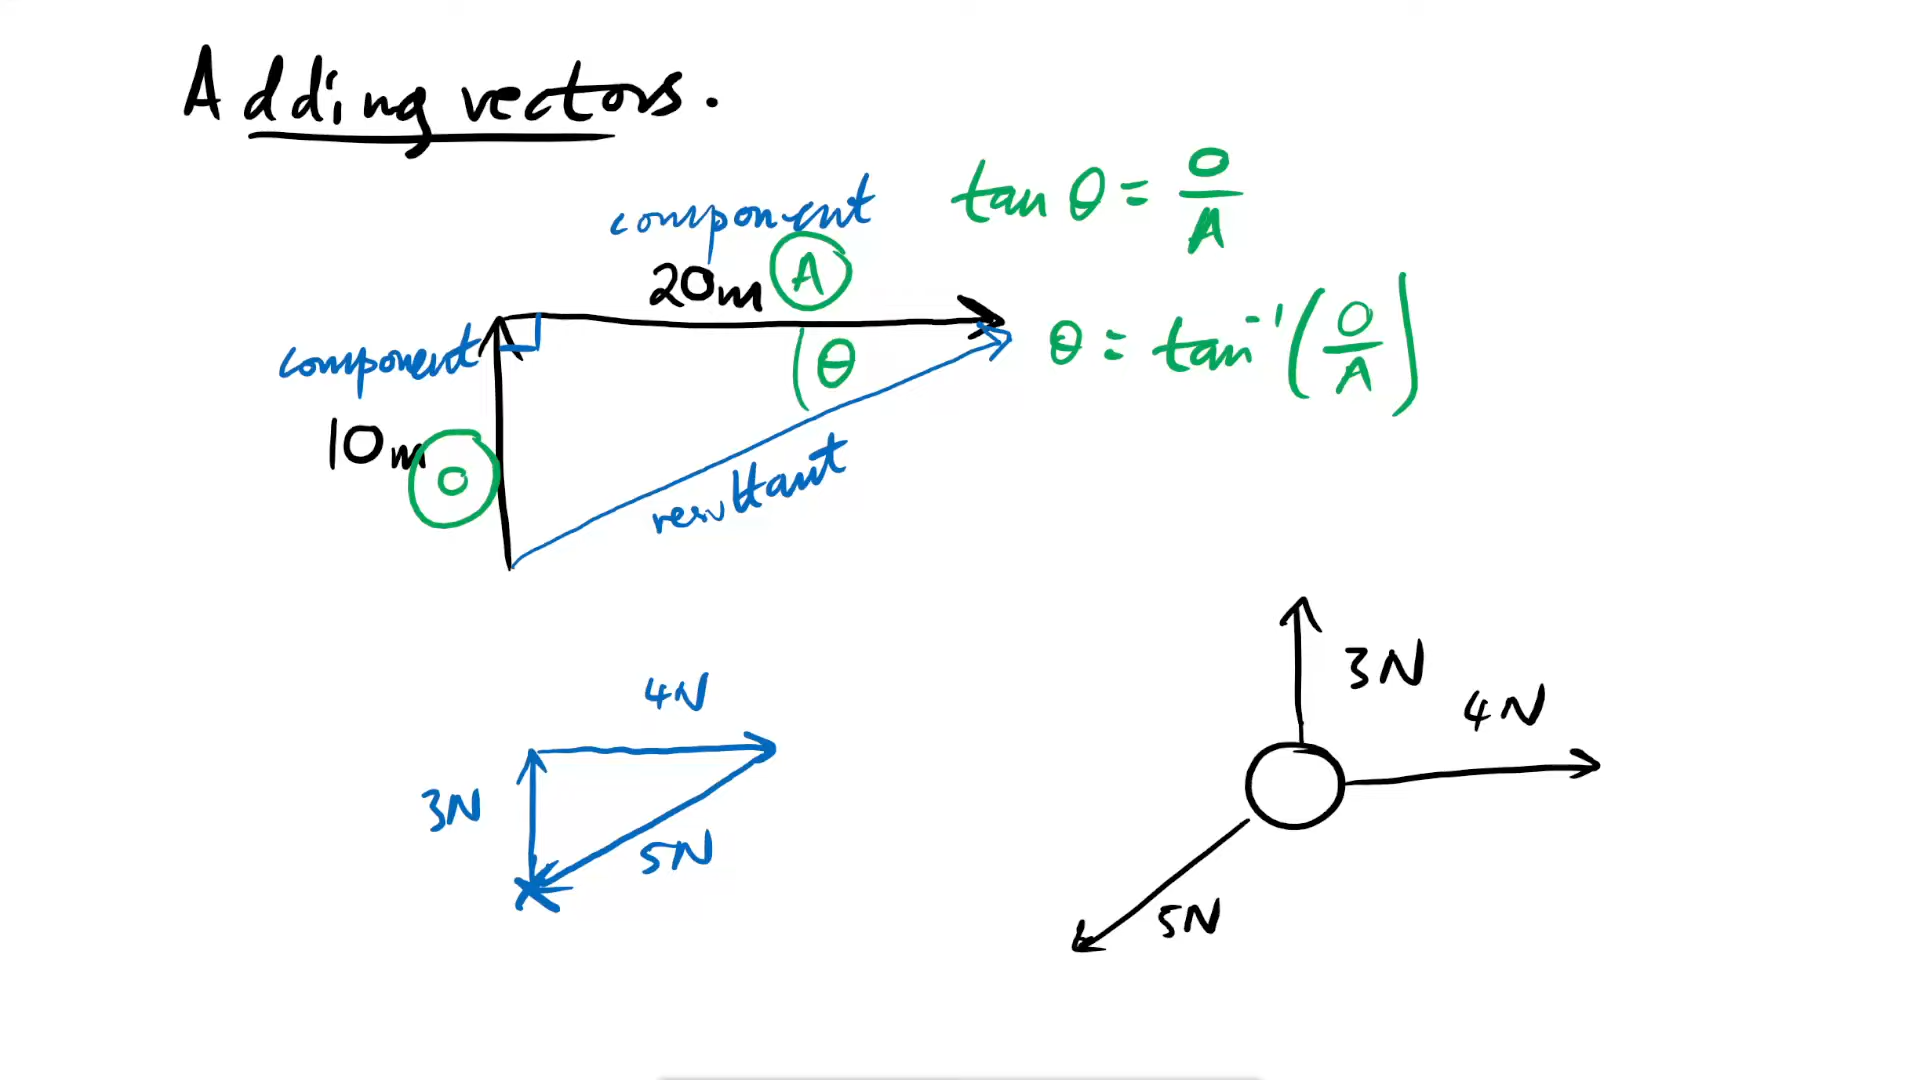 Adding vectors.
component
tan θ = O/A
20m A
component
θ
θ = tan⁻¹(O/A)
10m O
resultant
4N
3N
5N
3N
4N
5N